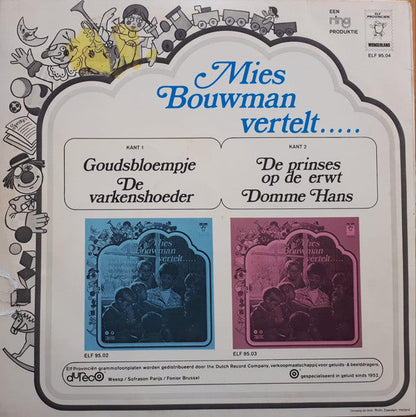 EEN
ring
PRODUKTIE
ELF PROVINCIËN
WONDERLAND
ELF 95.04
Mies
Bouwman
vertelt.....
KANT 1
Goudsbloempje
De
varkenshoeder
KANT 2
De prinses
op de erwt
Domme Hans
Mies
Bouwman
vertelt.....
ELF 95.02
Mies
Bouwman
vertelt.....
ELF 95.03
Elf Provinciën grammofoonplaten worden gedistribueerd door the Dutch Record Company, verkoopmaatschappij voor geluids- & beelddragers.
dureco
Weesp / Sofrason Parijs / Fonior Brussel
gespecialiseerd in geluid sinds 1952